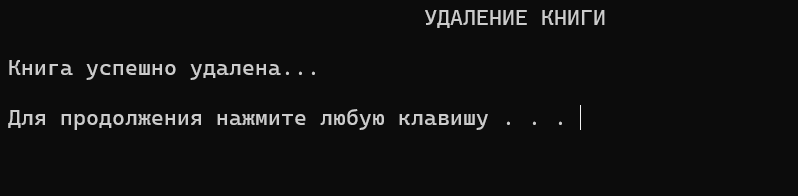 УДАЛЕНИЕ КНИГИ
Книга успешно удалена...
Для продолжения нажмите любую клавишу . . .